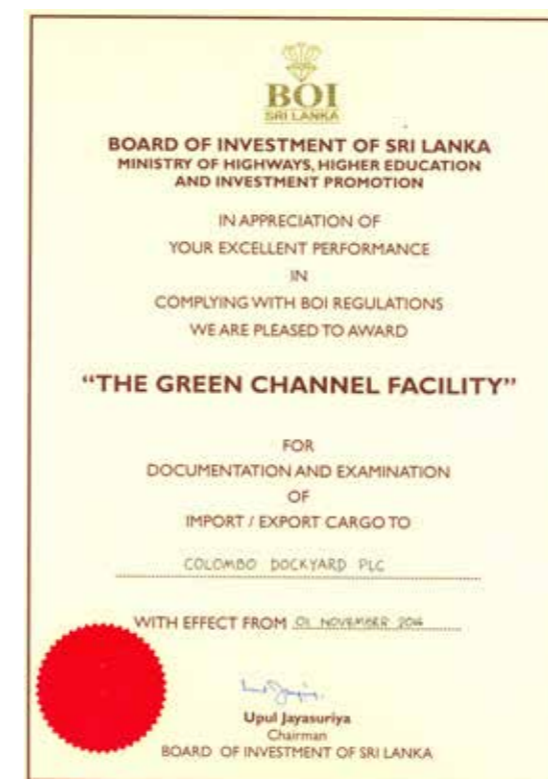 BOI
SRI LANKA
BOARD OF INVESTMENT OF SRI LANKA
MINISTRY OF HIGHWAYS, HIGHER EDUCATION
AND INVESTMENT PROMOTION
IN APPRECIATION OF
YOUR EXCELLENT PERFORMANCE
IN
COMPLYING WITH BOI REGULATIONS
WE ARE PLEASED TO AWARD
“THE GREEN CHANNEL FACILITY”
FOR
DOCUMENTATION AND EXAMINATION
OF
IMPORT / EXPORT CARGO TO
COLOMBO DOCKYARD PLC
WITH EFFECT FROM 01 NOVEMBER 2016
Upul Jayasuriya
Chairman
BOARD OF INVESTMENT OF SRI LANKA